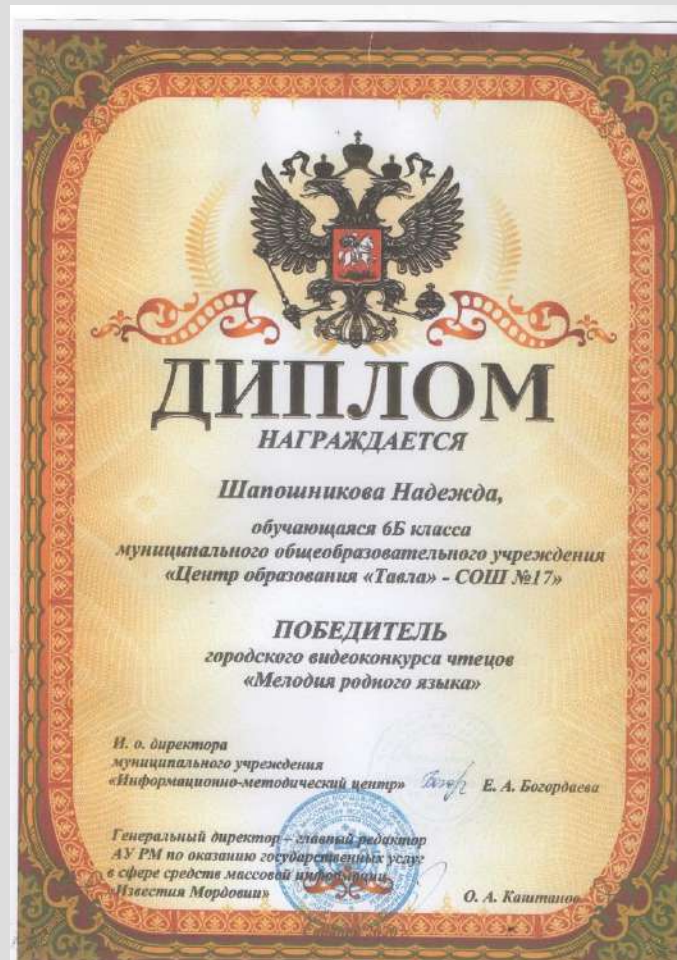 ДИПЛОМ
НАГРАЖДАЕТСЯ
Шапошникова Надежда,
обучающаяся 6Б класса
муниципального общеобразовательного учреждения
«Центр образования «Тавла» - СОШ №17»
ПОБЕДИТЕЛЬ
городского видеоконкурса чтецов
«Мелодия родного языка»
И. о. директора
муниципального учреждения
«Информационно-методический центр» Е. А. Богордаева
Генеральный директор – главный редактор
АУ РМ по оказанию государственных услуг
в сфере средств массовой информации
«Известия Мордовии» О. А. Каштанов